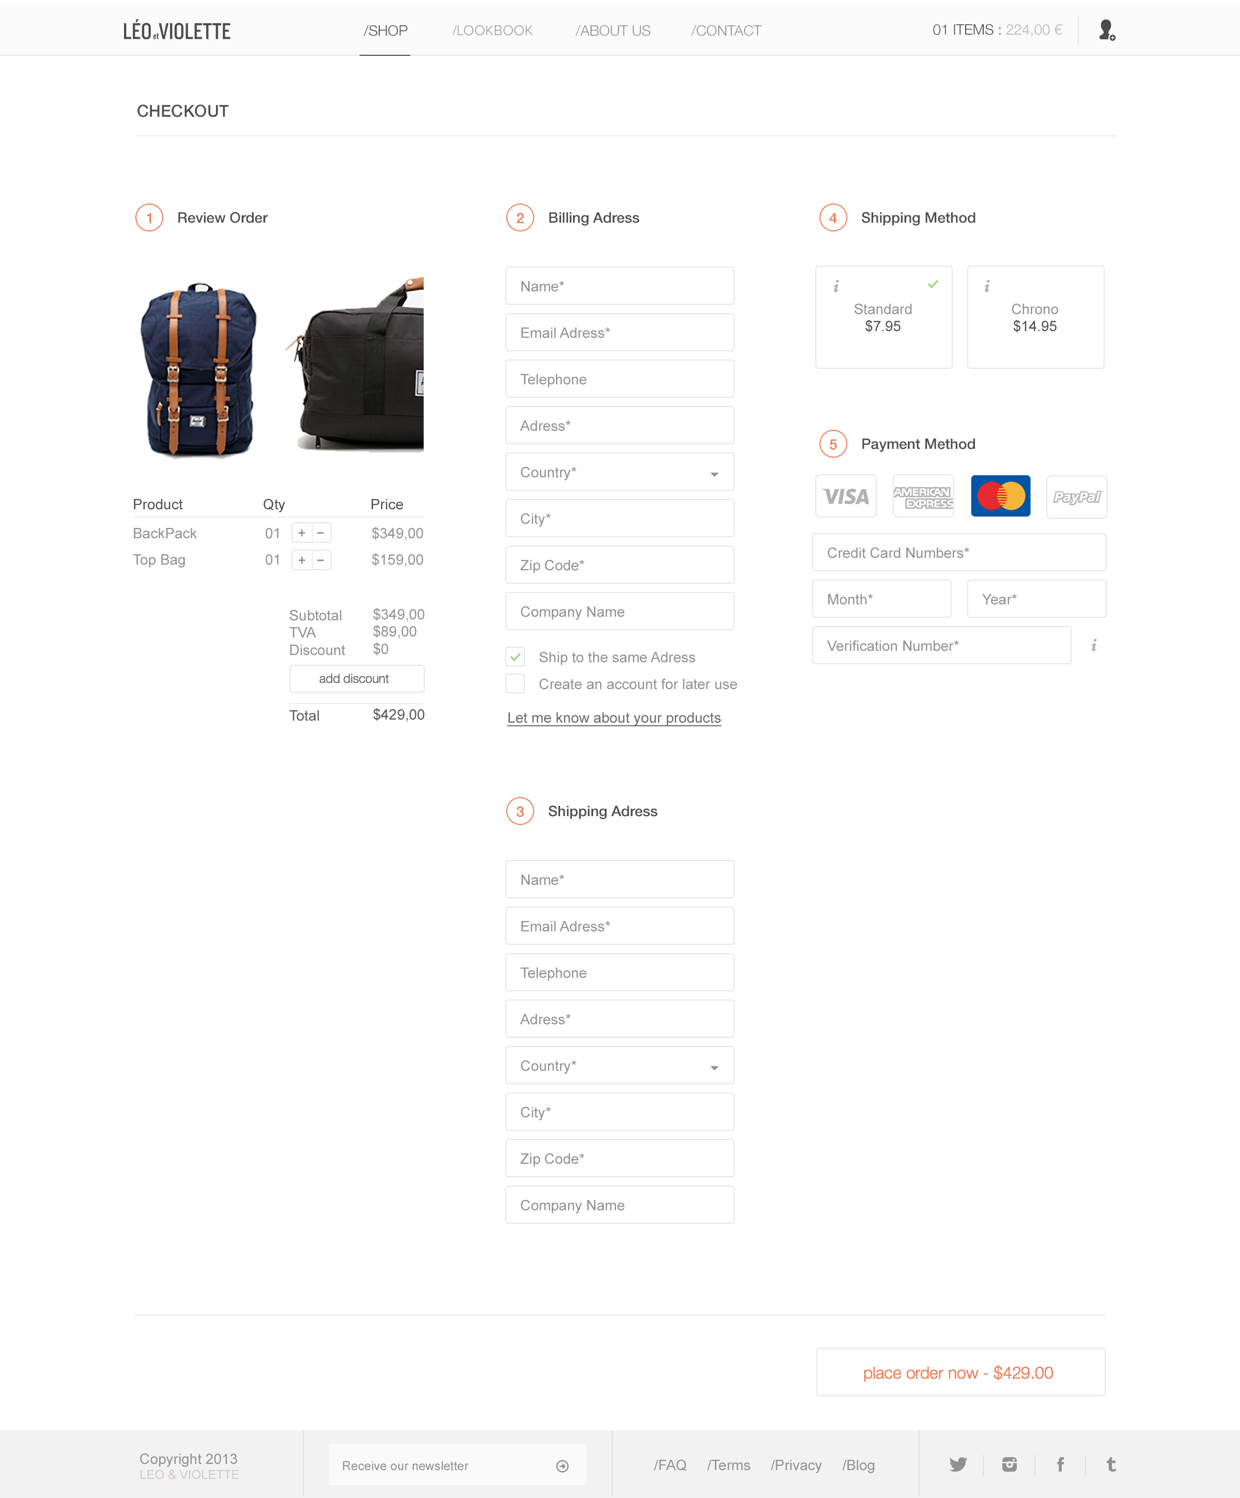 LÉO et VIOLETTE
/SHOP
/LOOKBOOK
/ABOUT US
/CONTACT
01 ITEMS : 224,00 €
CHECKOUT
1 Review Order
Product Qty Price
BackPack 01 + − $349,00
Top Bag 01 + − $159,00
Subtotal $349,00
TVA $89,00
Discount $0
add discount
Total $429,00
2 Billing Adress
Name*
Email Adress*
Telephone
Adress*
Country*
City*
Zip Code*
Company Name
Ship to the same Adress
Create an account for later use
Let me know about your products
3 Shipping Adress
Name*
Email Adress*
Telephone
Adress*
Country*
City*
Zip Code*
Company Name
4 Shipping Method
i
Standard
$7.95
i
Chrono
$14.95
5 Payment Method
VISA
AMERICAN
EXPRESS
PayPal
Credit Card Numbers*
Month*
Year*
Verification Number*
i
place order now - $429.00
Copyright 2013
LEO & VIOLETTE
Receive our newsletter
/FAQ
/Terms
/Privacy
/Blog